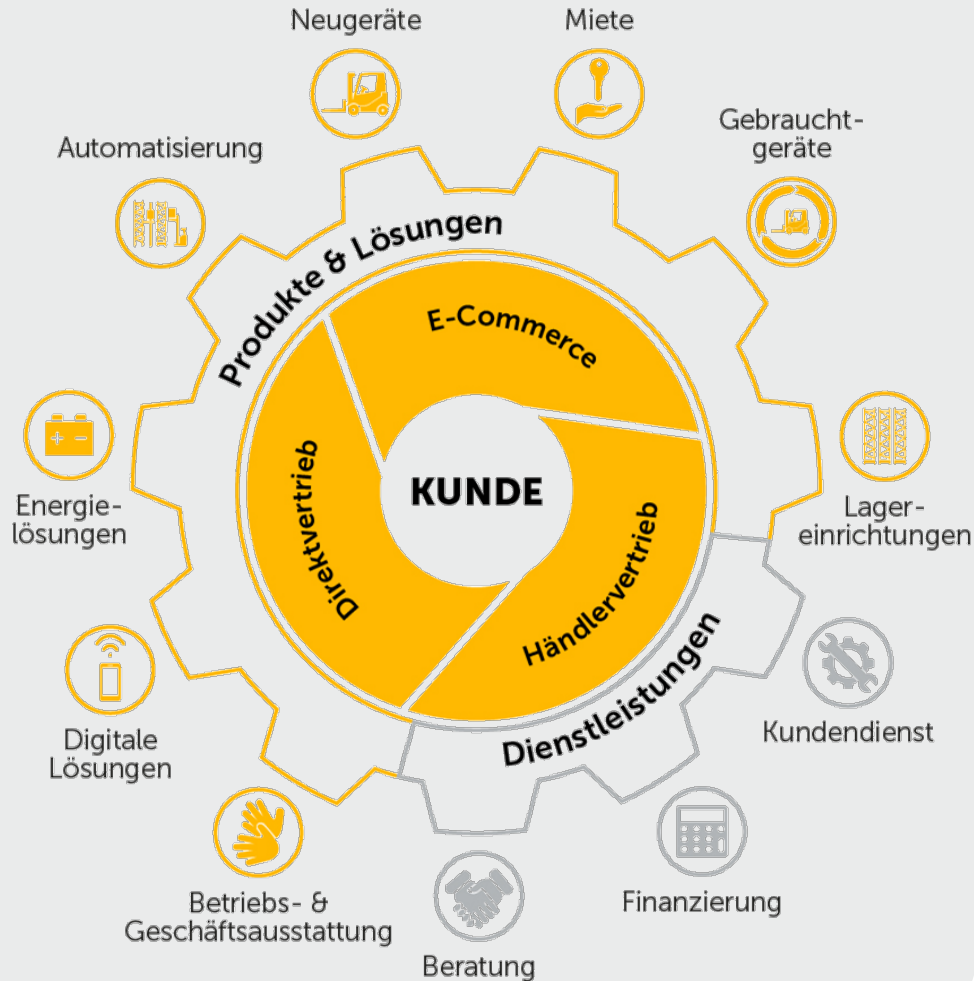 Neugeräte
Miete
Gebraucht-
geräte
Automatisierung
Produkte & Lösungen
E-Commerce
Direktvertrieb
KUNDE
Händlervertrieb
Energie-
lösungen
Lager-
einrichtungen
Dienstleistungen
Digitale
Lösungen
Kundendienst
Betriebs- &
Geschäftsausstattung
Finanzierung
Beratung